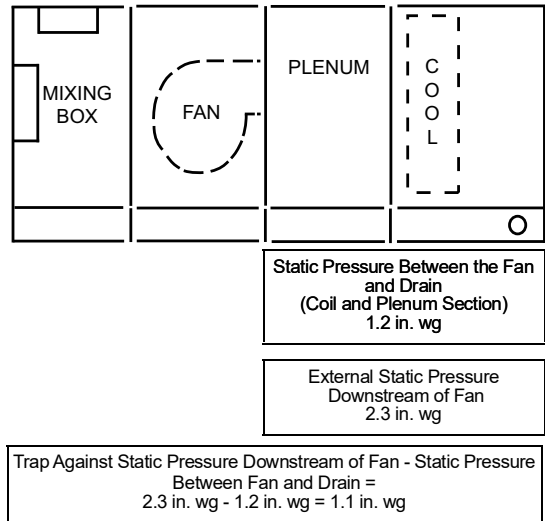 MIXING
BOX
FAN
PLENUM
C
O
O
L
Static Pressure Between the Fan
and Drain
(Coil and Plenum Section)
1.2 in. wg
External Static Pressure
Downstream of Fan
2.3 in. wg
Trap Against Static Pressure Downstream of Fan - Static Pressure
Between Fan and Drain =
2.3 in. wg - 1.2 in. wg = 1.1 in. wg